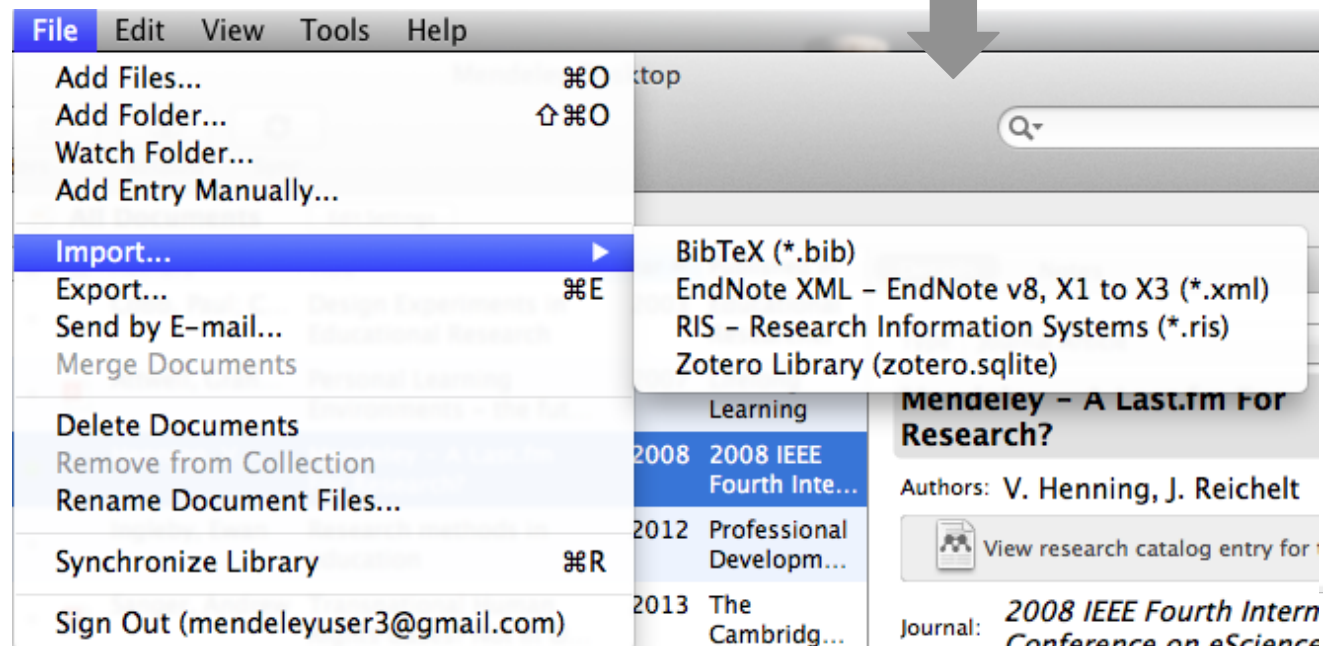 File Edit View Tools Help
Add Files... ⌘O
Add Folder... ⇧⌘O
Watch Folder...
Add Entry Manually...
Import...
Export... ⌘E
Send by E-mail...
Merge Documents
Delete Documents
Remove from Collection
Rename Document Files...
Synchronize Library ⌘R
Sign Out (mendeleyuser3@gmail.com)
BibTeX (*.bib)
EndNote XML – EndNote v8, X1 to X3 (*.xml)
RIS – Research Information Systems (*.ris)
Zotero Library (zotero.sqlite)
ktop
Learning
2008 2008 IEEE
Fourth Inte...
2012 Professional
Developm...
2013 The
Cambridg...
Mendeley – A Last.fm For
Research?
Authors: V. Henning, J. Reichelt
View research catalog entry for t
Journal: 2008 IEEE Fourth Intern
Conference on eScience